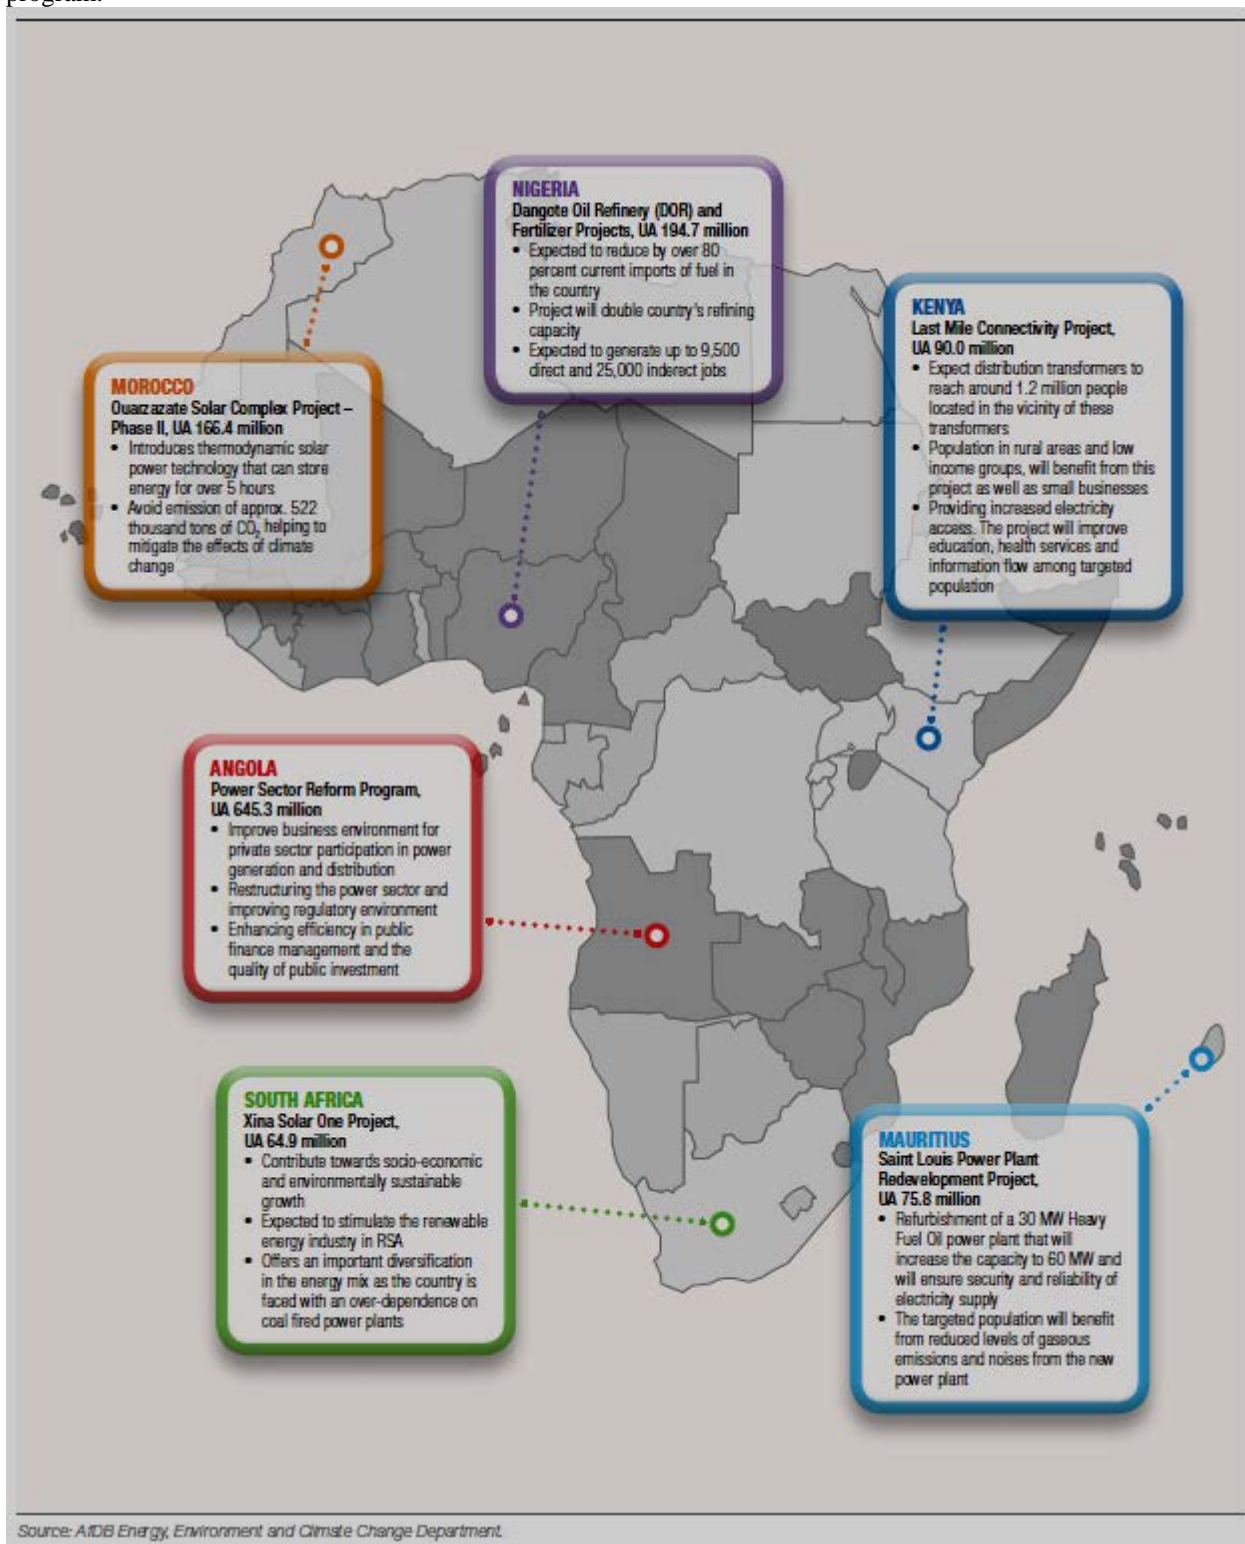 program.
NIGERIA
Dangote Oil Refinery (DOR) and
Fertilizer Projects, UA 194.7 million
• Expected to reduce by over 80
percent current imports of fuel in
the country
• Project will double country's refining
capacity
• Expected to generate up to 9,500
direct and 25,000 inderect jobs
KENYA
Last Mile Connectivity Project,
UA 90.0 million
• Expect distribution transformers to
reach around 1.2 million people
located in the vicinity of these
transformers
• Population in rural areas and low
income groups, will benefit from this
project as well as small businesses
• Providing increased electricity
access. The project will improve
education, health services and
information flow among targeted
population
MOROCCO
Ouarzazate Solar Complex Project –
Phase II, UA 166.4 million
• Introduces thermodynamic solar
power technology that can store
energy for over 5 hours
• Avoid emission of approx. 522
thousand tons of CO₂ helping to
mitigate the effects of climate
change
ANGOLA
Power Sector Reform Program,
UA 645.3 million
• Improve business environment for
private sector participation in power
generation and distribution
• Restructuring the power sector and
improving regulatory environment
• Enhancing efficiency in public
finance management and the
quality of public investment
SOUTH AFRICA
Xina Solar One Project,
UA 64.9 million
• Contribute towards socio-economic
and environmentally sustainable
growth
• Expected to stimulate the renewable
energy industry in RSA
• Offers an important diversification
in the energy mix as the country is
faced with an over-dependence on
coal fired power plants
MAURITIUS
Saint Louis Power Plant
Redevelopment Project,
UA 75.8 million
• Refurbishment of a 30 MW Heavy
Fuel Oil power plant that will
increase the capacity to 60 MW and
will ensure security and reliability of
electricity supply
• The targeted population will benefit
from reduced levels of gaseous
emissions and noises from the new
power plant
Source: AfDB Energy, Environment and Climate Change Department.